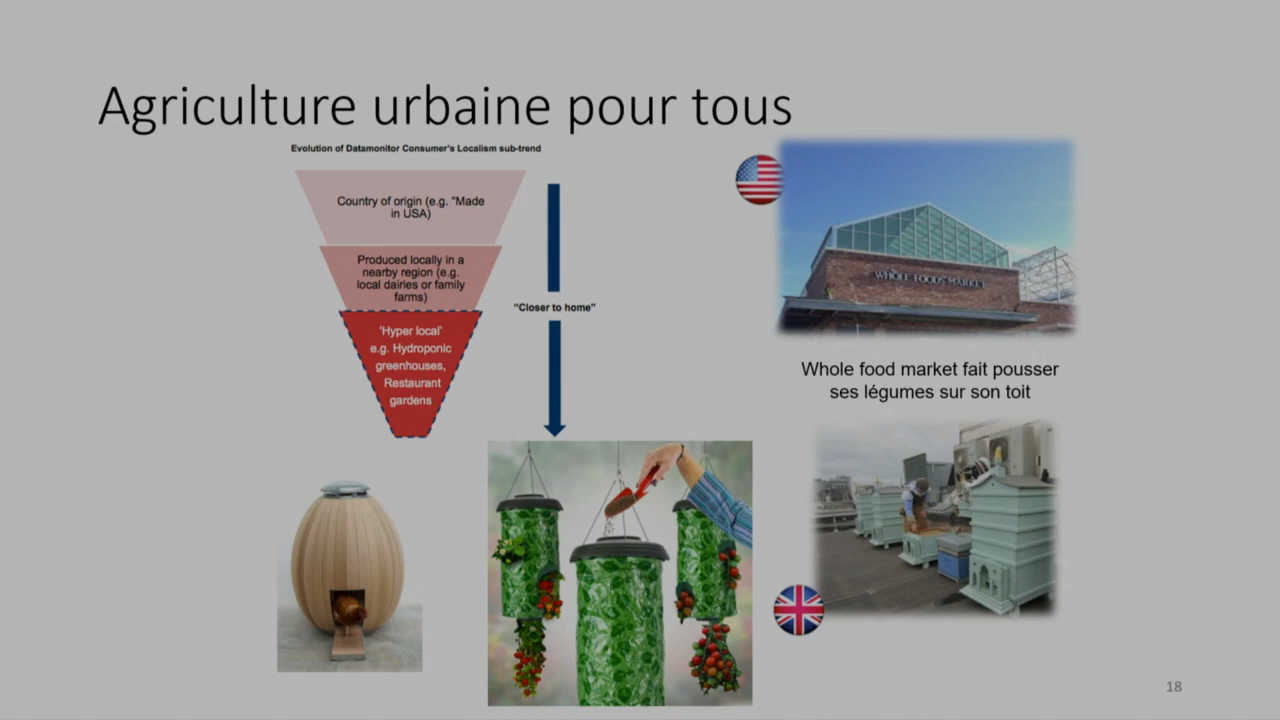 Agriculture urbaine pour tous
Evolution of Datamonitor Consumer's Localism sub-trend
Country of origin (e.g. "Made
in USA)
Produced locally in a
nearby region (e.g.
local dairies or family
farms)
'Hyper local'
e.g. Hydroponic
greenhouses,
Restaurant
gardens
"Closer to home"
WHOLE FOODS MARKET
Whole food market fait pousser
ses légumes sur son toit
18